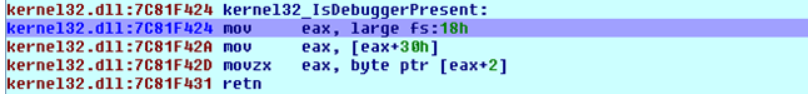 kernel32.dll:7C81F424 kernel32_IsDebuggerPresent:
kernel32.dll:7C81F424 mov     eax, large fs:18h
kernel32.dll:7C81F42A mov     eax, [eax+30h]
kernel32.dll:7C81F42D movzx   eax, byte ptr [eax+2]
kernel32.dll:7C81F431 retn